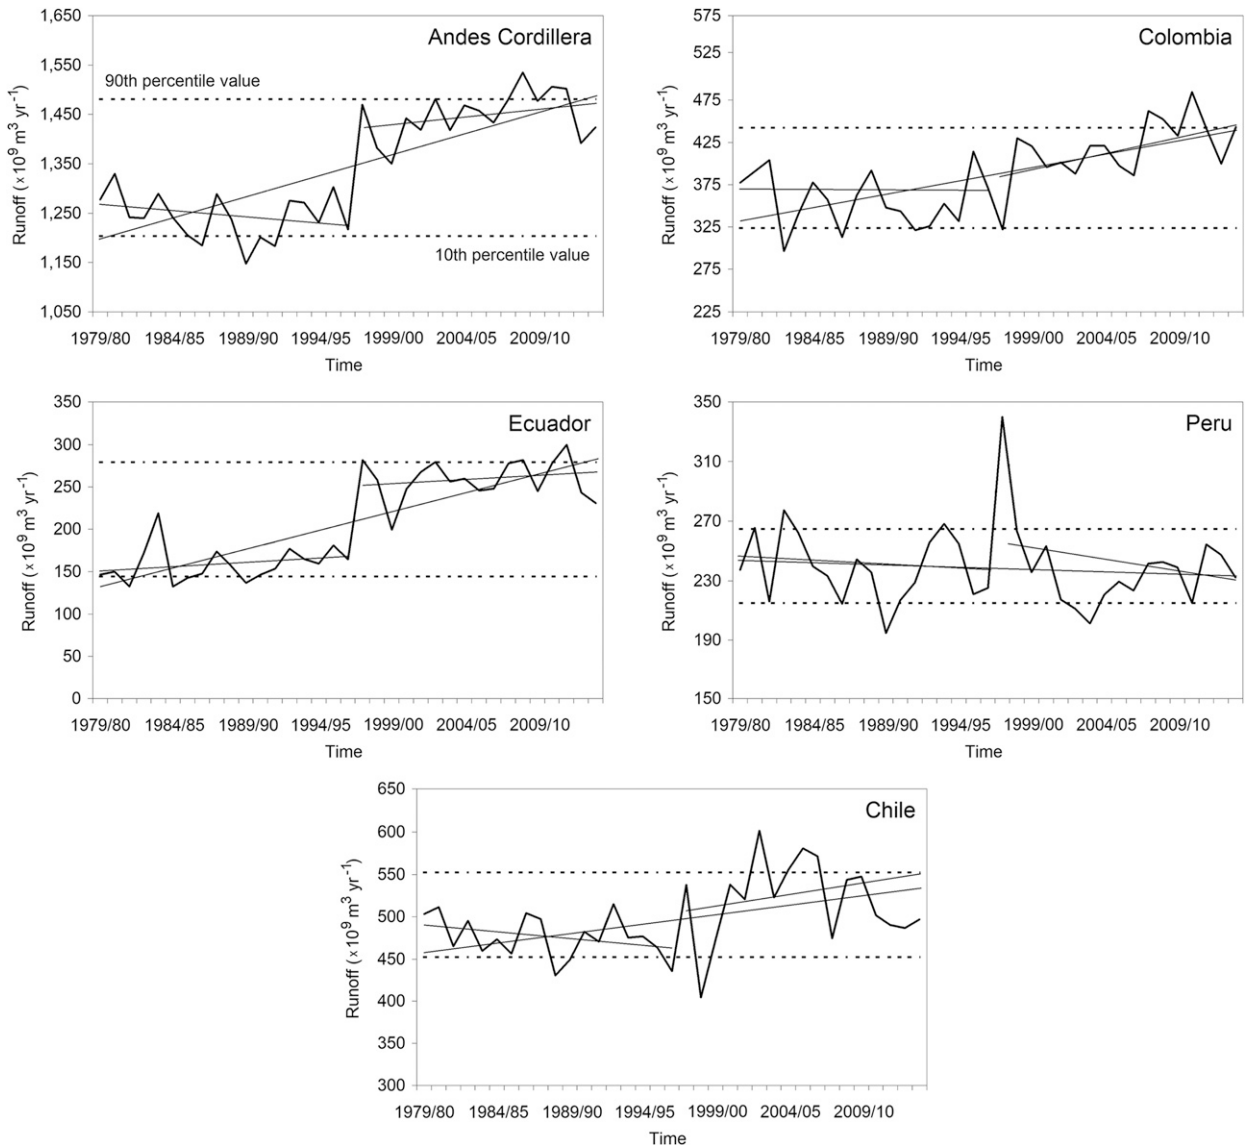 Andes Cordillera
Runoff (×10⁹ m³ yr⁻¹)
1,650
1,550
1,450
1,350
1,250
1,150
1,050
90th percentile value
10th percentile value
1979/80 1984/85 1989/90 1994/95 1999/00 2004/05 2009/10
Time
Colombia
Runoff (×10⁹ m³ yr⁻¹)
575
525
475
425
375
325
275
225
1979/80 1984/85 1989/90 1994/95 1999/00 2004/05 2009/10
Time
Ecuador
Runoff (×10⁹ m³ yr⁻¹)
350
300
250
200
150
100
50
0
1979/80 1984/85 1989/90 1994/95 1999/00 2004/05 2009/10
Time
Peru
Runoff (×10⁹ m³ yr⁻¹)
350
310
270
230
190
150
1979/80 1984/85 1989/90 1994/95 1999/00 2004/05 2009/10
Time
Chile
Runoff (×10⁹ m³ yr⁻¹)
650
600
550
500
450
400
350
300
1979/80 1984/85 1989/90 1994/95 1999/00 2004/05 2009/10
Time